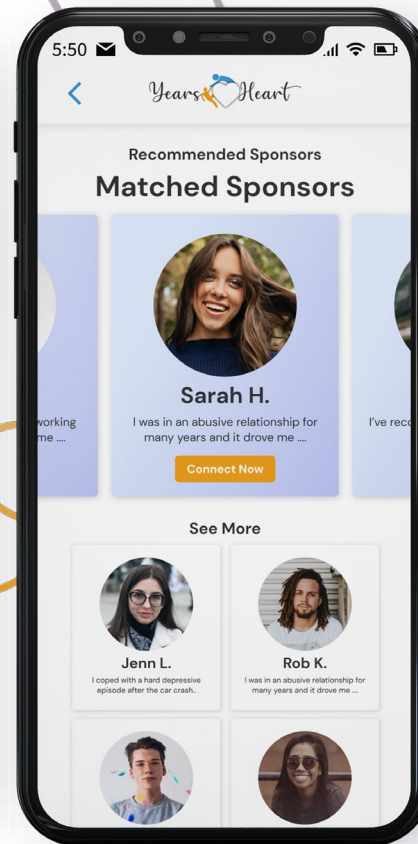 5:50
Years Heart
Recommended Sponsors
Matched Sponsors
Sarah H.
working
I was in an abusive relationship for
I've reco
me ....
many years and it drove me ....
Connect Now
See More
Jenn L.
Rob K.
I coped with a hard depressive
episode after the car crash..
I was in an abusive relationship for
many years and it drove me ....